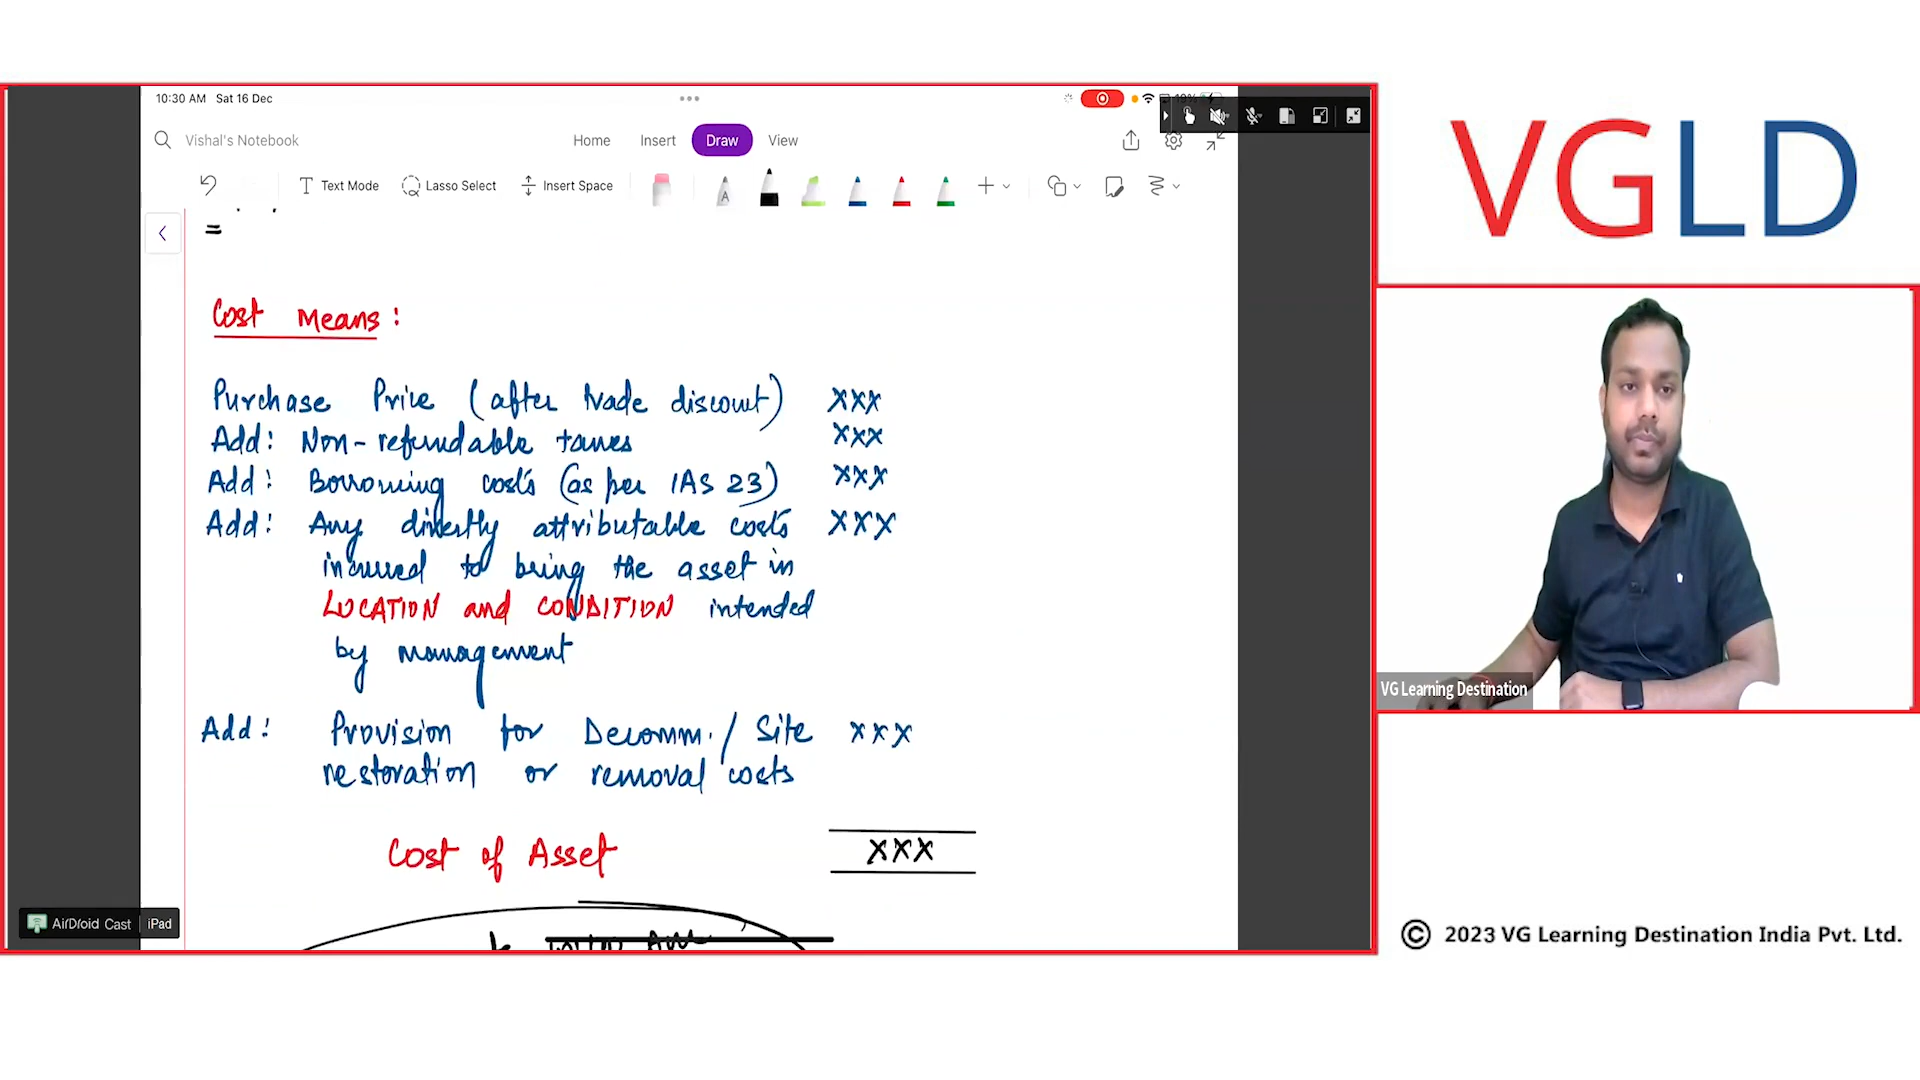 10:30 AM Sat 16 Dec
19%
Vishal's Notebook
Home Insert Draw View
Text Mode Lasso Select Insert Space
A
=
Cost Means:
Purchase Price (after trade discount) xxx
Add: Non-refundable taxes xxx
Add: Borrowing costs (as per IAS 23) xxx
Add: Any directly attributable costs xxx
incurred to bring the asset in
LOCATION and CONDITION intended
by management
Add: Provision for Decomm./ Site xxx
restoration or removal costs
Cost of Asset xxx
AirDroid Cast iPad
VGLD
VG Learning Destination
© 2023 VG Learning Destination India Pvt. Ltd.